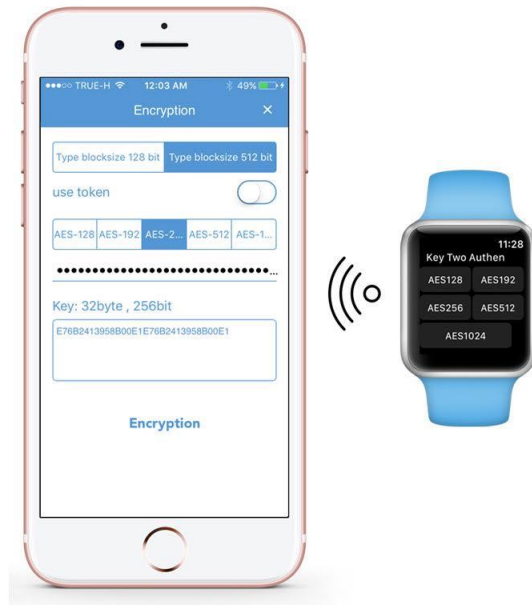 TRUE-H 12:03 AM 49%
Encryption ×
Type blocksize 128 bit Type blocksize 512 bit
use token
AES-128 AES-192 AES-2... AES-512 AES-1...
Key: 32byte , 256bit
E76B2413958B00E1E76B2413958B00E1
Encryption
11:28
Key Two Authen
AES128 AES192
AES256 AES512
AES1024